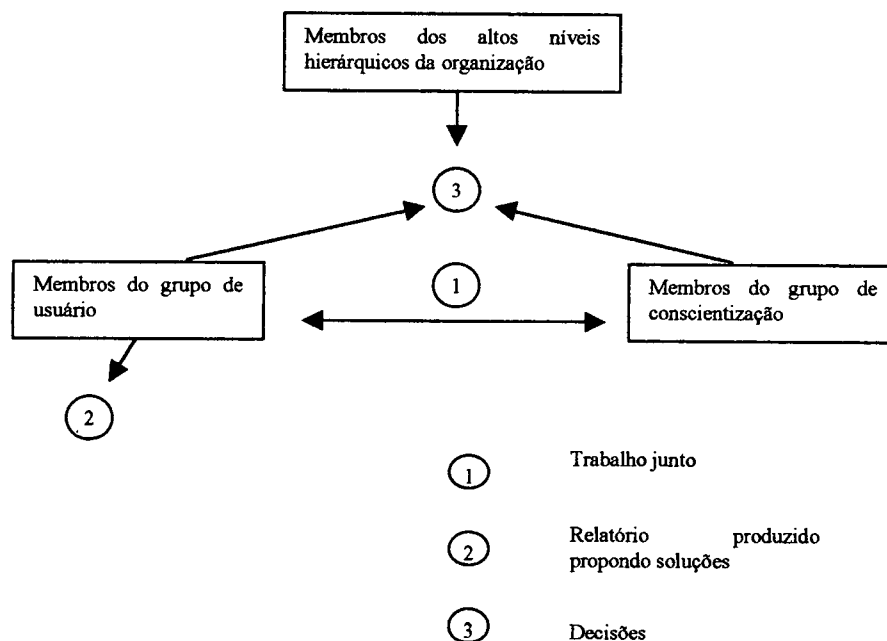 Membros dos altos níveis
hierárquicos da organização
3
Membros do grupo de
usuário
1
Membros do grupo de
conscientização
2
1 Trabalho junto
2 Relatório produzido
propondo soluções
3 Decisões